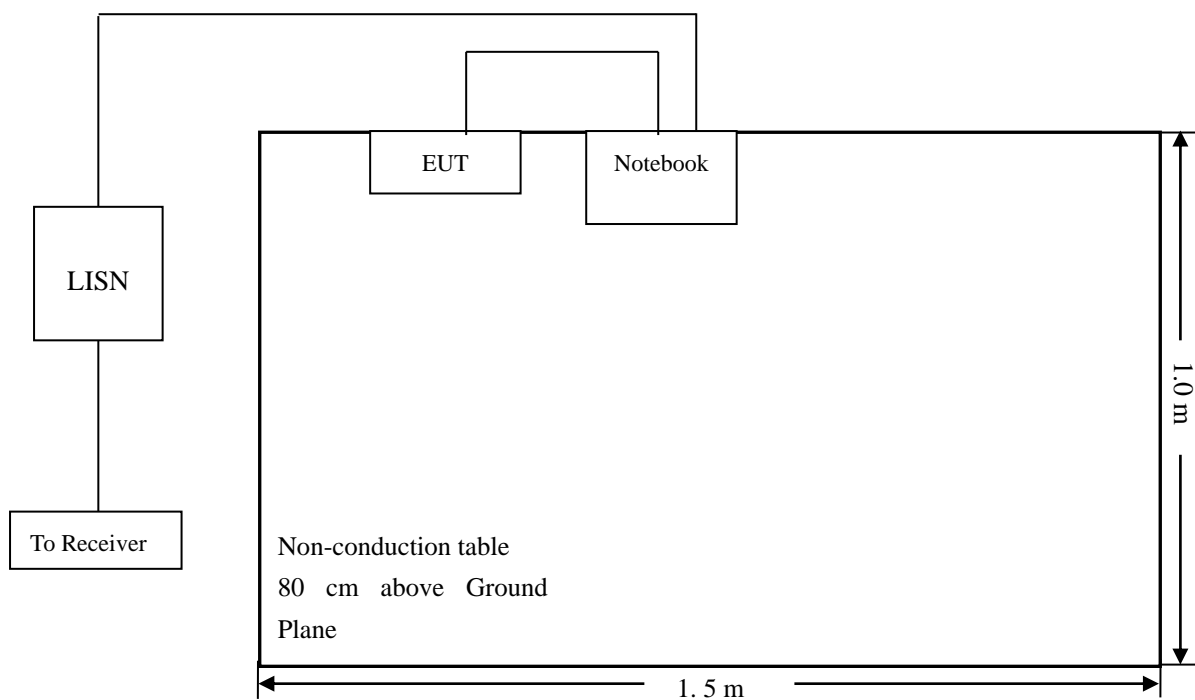 EUT
Notebook
LISN
1.0 m
To Receiver
Non-conduction table
80 cm above Ground
Plane
1. 5 m